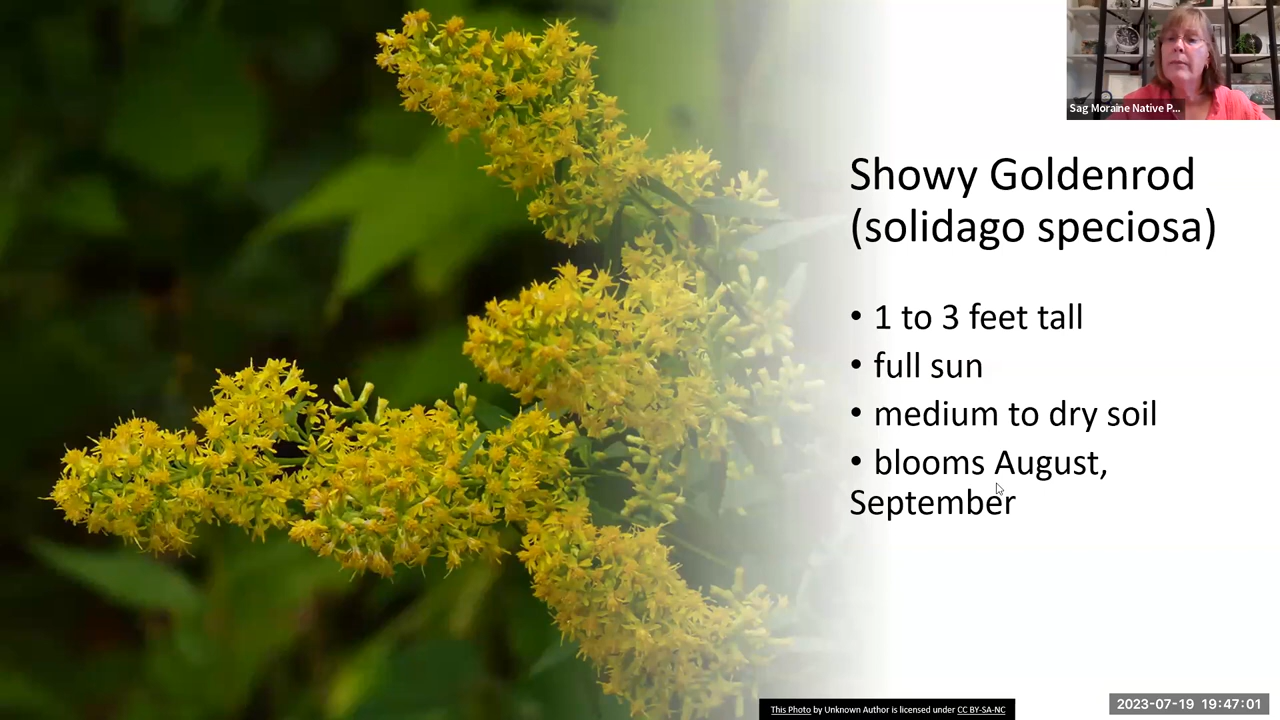 Sag Moraine Native P...
Showy Goldenrod
(solidago speciosa)
• 1 to 3 feet tall
• full sun
• medium to dry soil
• blooms August,
September
This Photo by Unknown Author is licensed under CC BY-SA-NC
2023-07-19 19:47:01